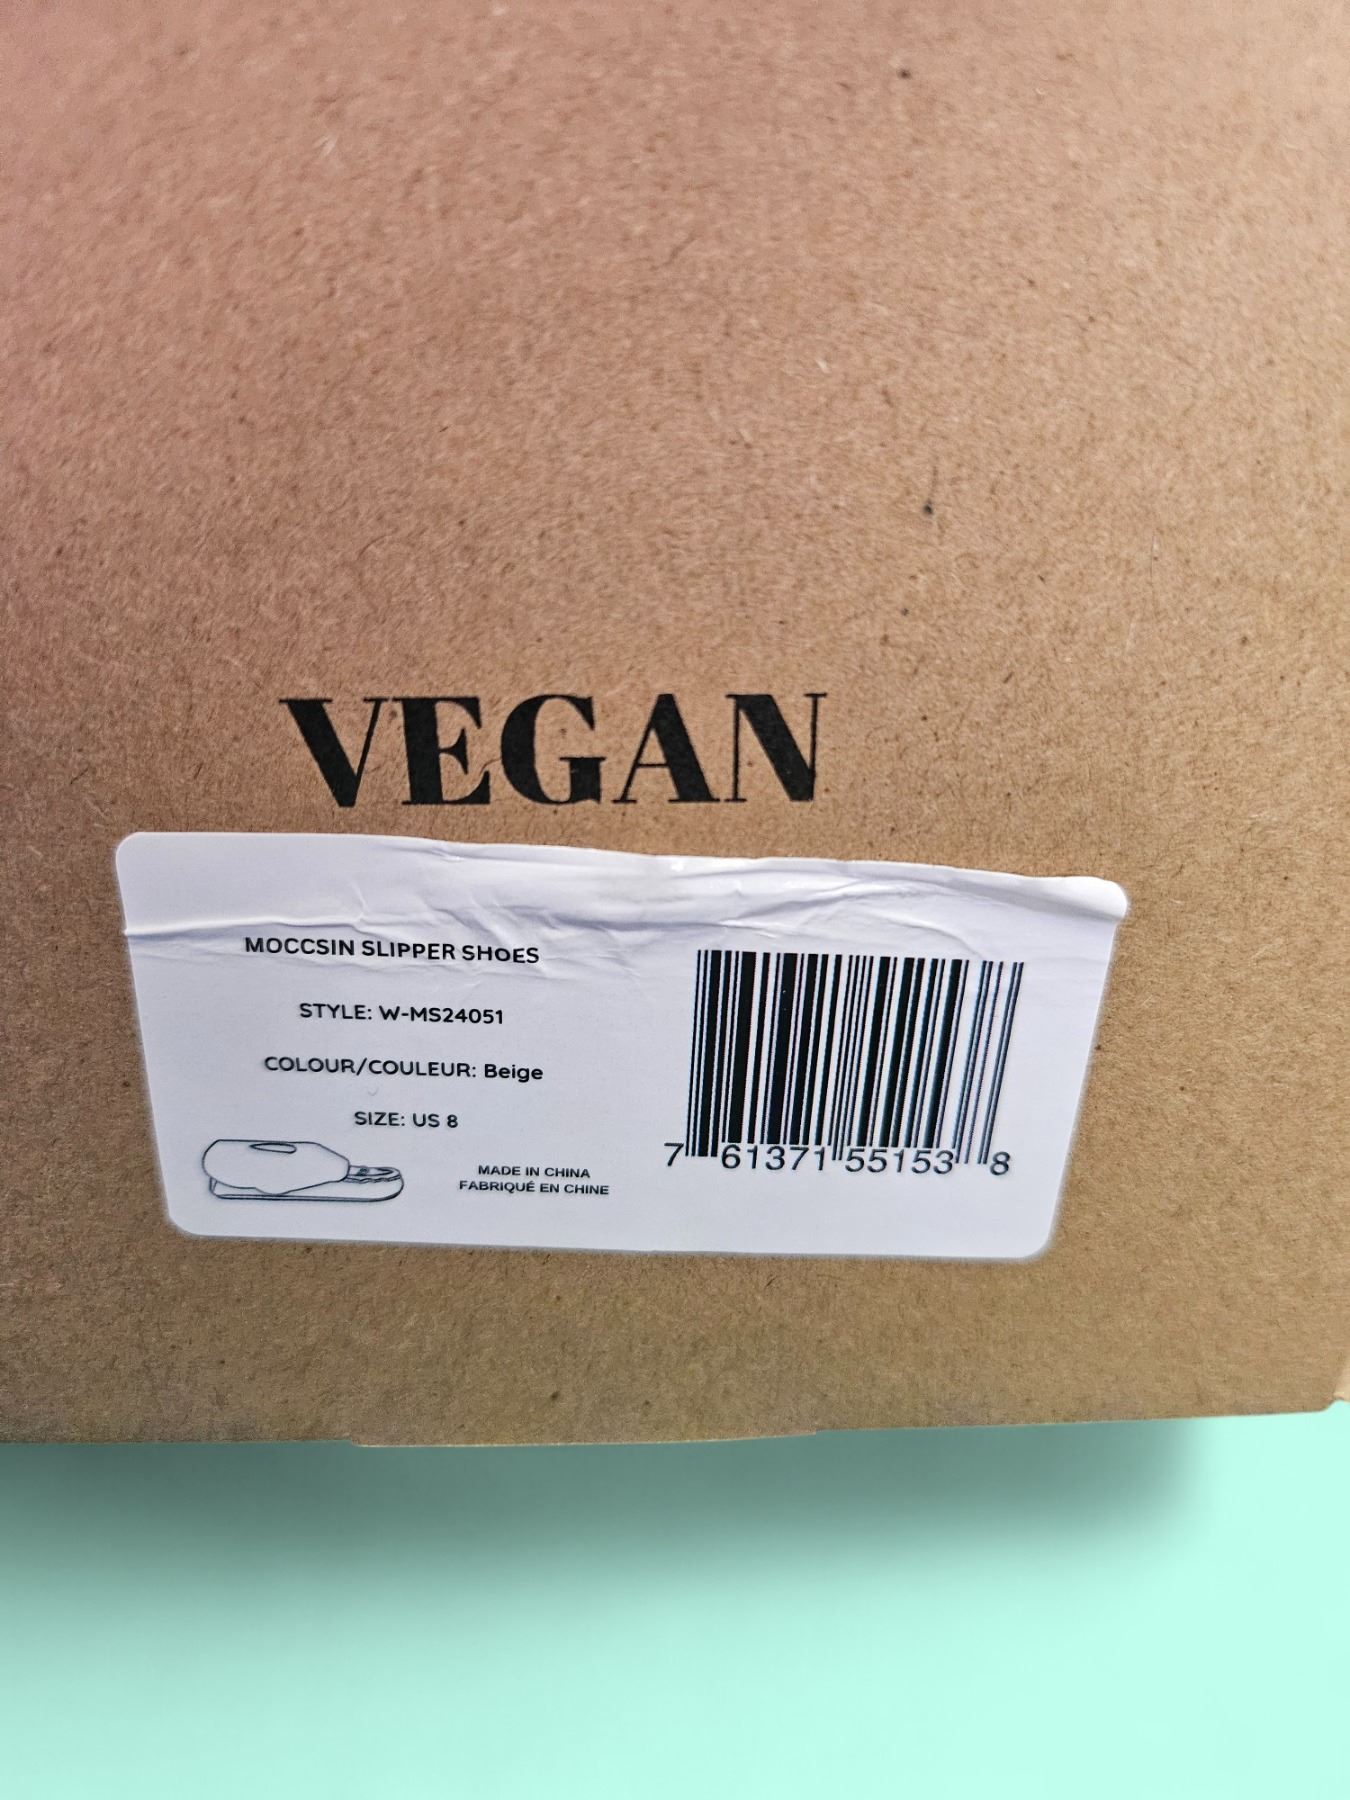 VEGAN
MOCCSIN SLIPPER SHOES
STYLE: W-MS24051
COLOUR/COULEUR: Beige
SIZE: US 8
MADE IN CHINA
FABRIQUÉ EN CHINE
7 61371 55153 8